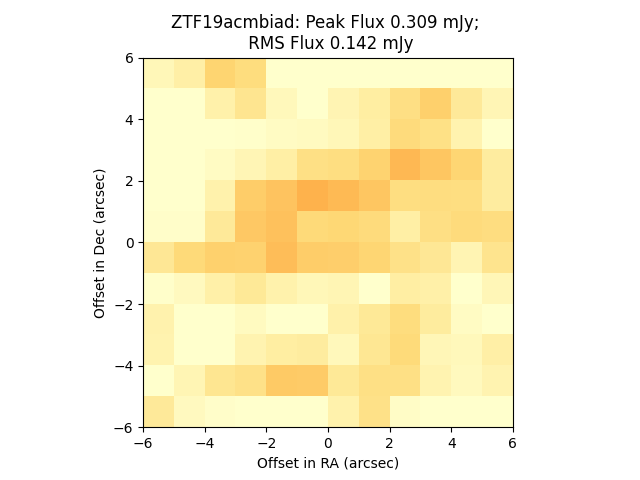 ZTF19acmbiad: Peak Flux 0.309 mJy;
RMS Flux 0.142 mJy
6
4
2
0
−2
−4
−6
Offset in Dec (arcsec)
−6 −4 −2 0 2 4 6
Offset in RA (arcsec)